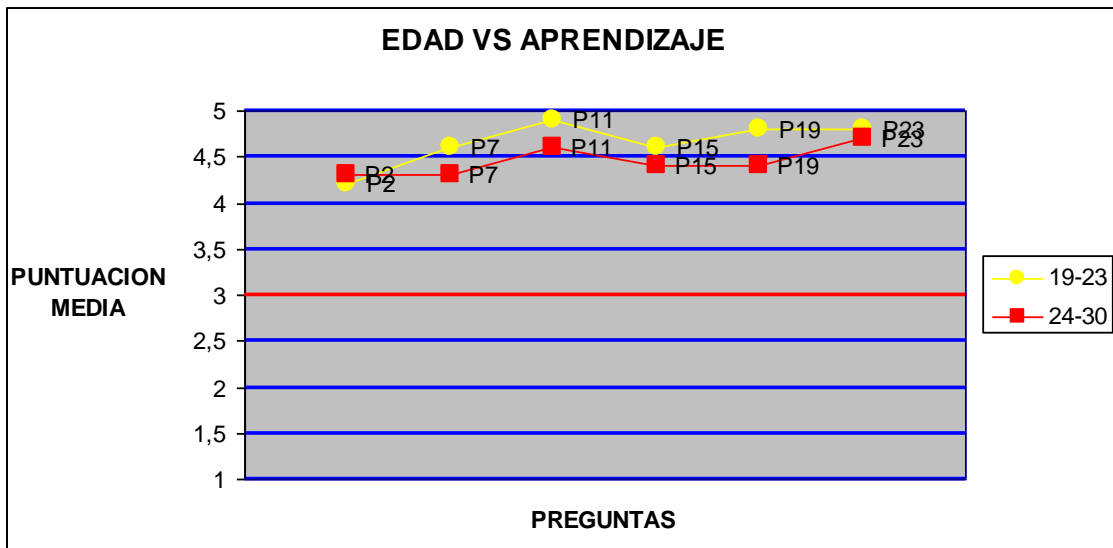 EDAD VS APRENDIZAJE
5
4,5
4
3,5
3
2,5
2
1,5
1
PUNTUACION
MEDIA
P2
P7
P11
P15
P19
P23
P2
P7
P11
P15
P19
P23
PREGUNTAS
19-23
24-30